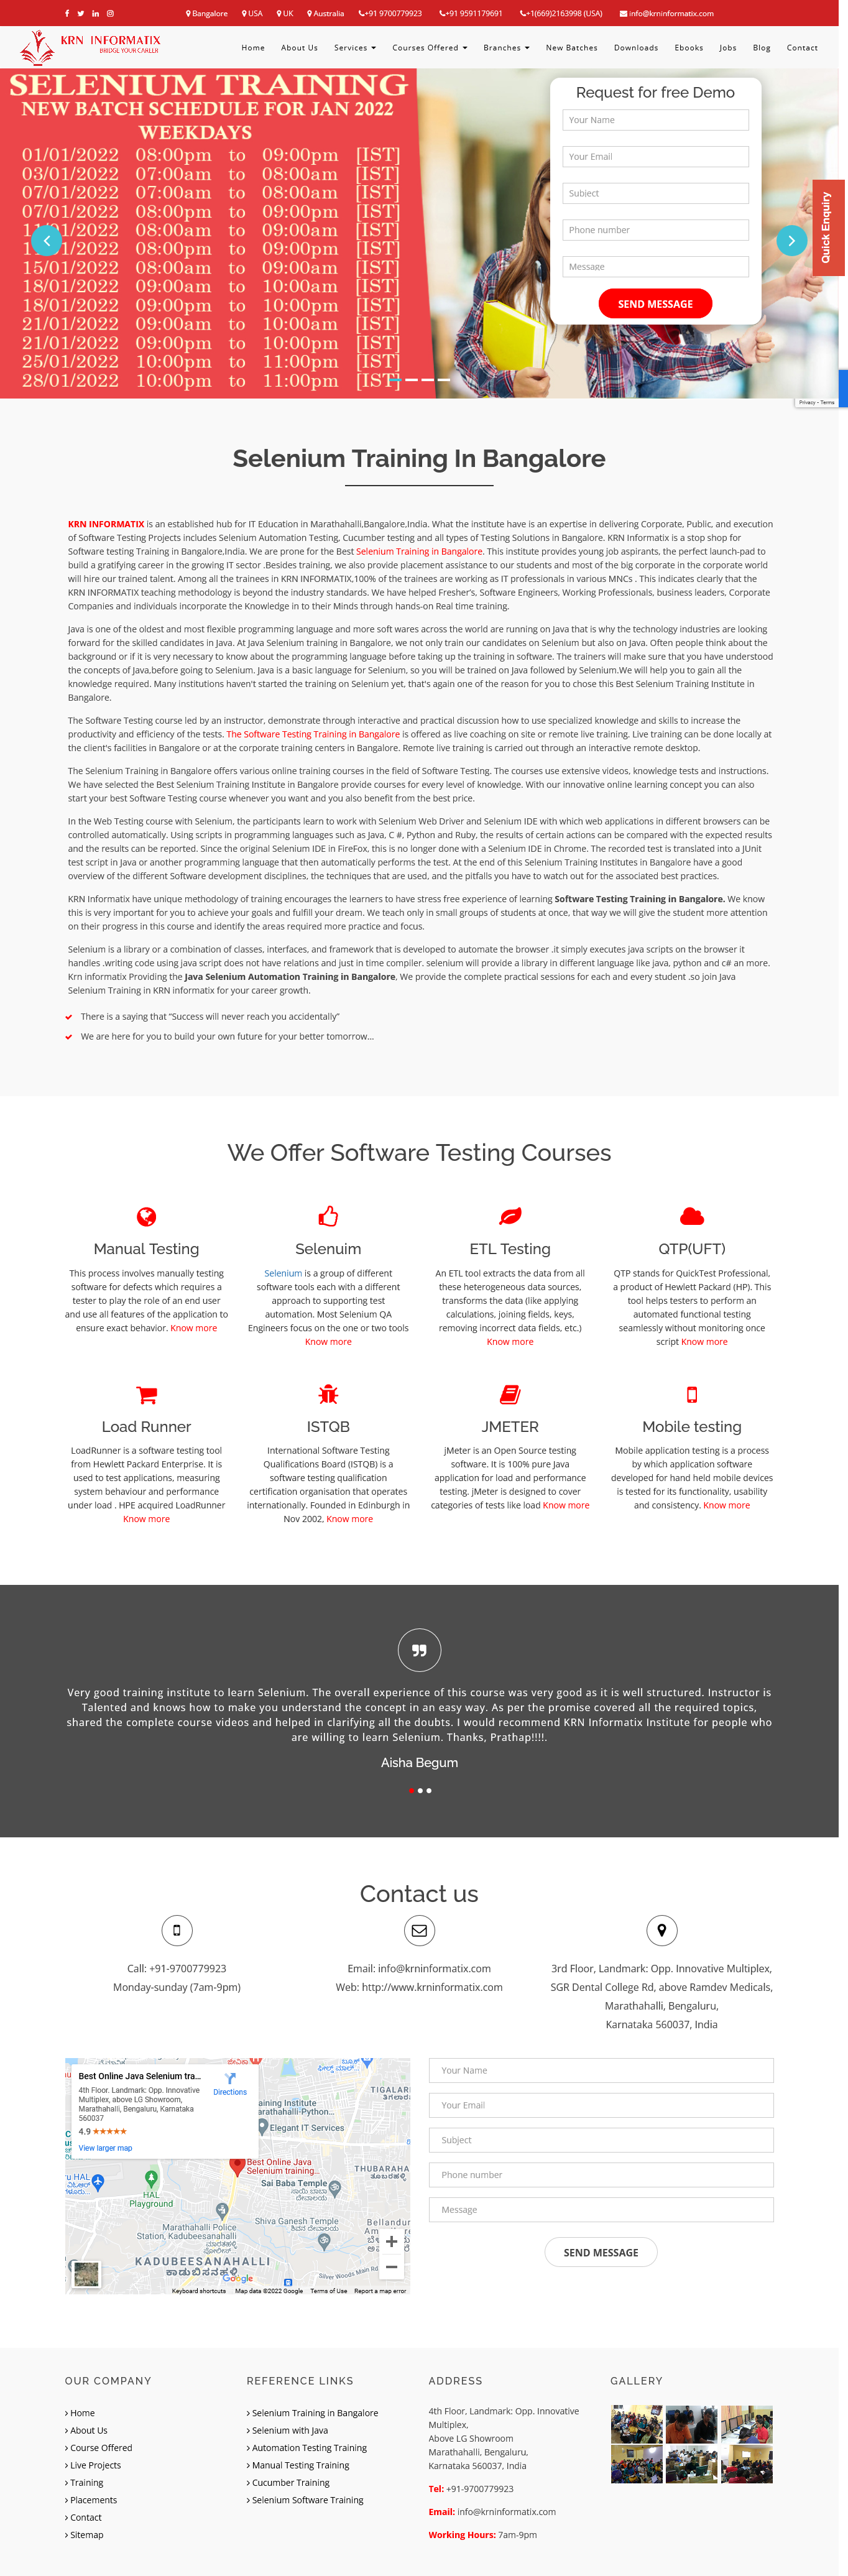 Bangalore USA UK Australia +91 9700779923 +91 9591179691 +1(669)2163998 (USA) info@krninformatix.com
KRN INFORMATIX
BRIDGE YOUR CAREER
Home About Us Services Courses Offered Branches New Batches Downloads Ebooks Jobs Blog Contact
SELENIUM TRAINING
NEW BATCH SCHEDULE FOR JAN 2022
WEEKDAYS
01/01/2022 08:00pm to 09:00pm [IST]
03/01/2022 07:00am to 08:00am [IST]
07/01/2022 07:00am to 08:00am [IST]
07/01/2022 08:00pm to 09:00pm [IST]
/01/2022 08:00am to 09:00am [IST]
/01/2022 08:00pm to 09:00pm [IST]
15/01/2022 08:00am to 09:00am [IST]
18/01/2022 09:00am to 10:00am [IST]
18/01/2022 09:00am to 10:00am [IST]
21/01/2022 09:00am to 10:00am [IST]
21/01/2022 09:00am to 10:00am [IST]
25/01/2022 10:00pm to 11:00pm [IST]
28/01/2022 10:00pm to 11:00pm [IST]
Request for free Demo
Your Name
Your Email
Subject
Phone number
Message
SEND MESSAGE
Quick Enquiry
Privacy - Terms
Selenium Training In Bangalore
KRN INFORMATIX is an established hub for IT Education in Marathahalli,Bangalore,India. What the institute have is an expertise in delivering Corporate, Public, and execution
of Software Testing Projects includes Selenium Automation Testing, Cucumber testing and all types of Testing Solutions in Bangalore. KRN Informatix is a stop shop for
Software testing Training in Bangalore,India. We are prone for the Best Selenium Training in Bangalore. This institute provides young job aspirants, the perfect launch-pad to
build a gratifying career in the growing IT sector .Besides training, we also provide placement assistance to our students and most of the big corporate in the corporate world
will hire our trained talent. Among all the trainees in KRN INFORMATIX,100% of the trainees are working as IT professionals in various MNCs . This indicates clearly that the
KRN INFORMATIX teaching methodology is beyond the industry standards. We have helped Fresher's, Software Engineers, Working Professionals, business leaders, Corporate
Companies and individuals incorporate the Knowledge in to their Minds through hands-on Real time training.
Java is one of the oldest and most flexible programming language and more soft wares across the world are running on Java that is why the technology industries are looking
forward for the skilled candidates in Java. At Java Selenium training in Bangalore, we not only train our candidates on Selenium but also on Java. Often people think about the
background or if it is very necessary to know about the programming language before taking up the training in software. The trainers will make sure that you have understood
the concepts of Java,before going to Selenium. Java is a basic language for Selenium, so you will be trained on Java followed by Selenium.We will help you to gain all the
knowledge required. Many institutions haven't started the training on Selenium yet, that's again one of the reason for you to chose this Best Selenium Training Institute in
Bangalore.
The Software Testing course led by an instructor, demonstrate through interactive and practical discussion how to use specialized knowledge and skills to increase the
productivity and efficiency of the tests. The Software Testing Training in Bangalore is offered as live coaching on site or remote live training. Live training can be done locally at
the client's facilities in Bangalore or at the corporate training centers in Bangalore. Remote live training is carried out through an interactive remote desktop.
The Selenium Training in Bangalore offers various online training courses in the field of Software Testing. The courses use extensive videos, knowledge tests and instructions.
We have selected the Best Selenium Training Institute in Bangalore provide courses for every level of knowledge. With our innovative online learning concept you can also
start your best Software Testing course whenever you want and you also benefit from the best price.
In the Web Testing course with Selenium, the participants learn to work with Selenium Web Driver and Selenium IDE with which web applications in different browsers can be
controlled automatically. Using scripts in programming languages such as Java, C #, Python and Ruby, the results of certain actions can be compared with the expected results
and the results can be reported. Since the original Selenium IDE in FireFox, this is no longer done with a Selenium IDE in Chrome. The recorded test is translated into a JUnit
test script in Java or another programming language that then automatically performs the test. At the end of this Selenium Training Institutes in Bangalore have a good
overview of the different Software development disciplines, the techniques that are used, and the pitfalls you have to watch out for the associated best practices.
KRN Informatix have unique methodology of training encourages the learners to have stress free experience of learning Software Testing Training in Bangalore. We know
this is very important for you to achieve your goals and fulfill your dream. We teach only in small groups of students at once, that way we will give the student more attention
on their progress in this course and identify the areas required more practice and focus.
Selenium is a library or a combination of classes, interfaces, and framework that is developed to automate the browser .it simply executes java scripts on the browser it
handles .writing code using java script does not have relations and just in time compiler. selenium will provide a library in different language like java, python and c# an more.
Krn informatix Providing the Java Selenium Automation Training in Bangalore, We provide the complete practical sessions for each and every student .so join Java
Selenium Training in KRN informatix for your career growth.
There is a saying that "Success will never reach you accidentally"
We are here for you to build your own future for your better tomorrow...
We Offer Software Testing Courses
Manual Testing
This process involves manually testing
software for defects which requires a
tester to play the role of an end user
and use all features of the application to
ensure exact behavior. Know more
Selenuim
Selenium is a group of different
software tools each with a different
approach to supporting test
automation. Most Selenium QA
Engineers focus on the one or two tools
Know more
ETL Testing
An ETL tool extracts the data from all
these heterogeneous data sources,
transforms the data (like applying
calculations, joining fields, keys,
removing incorrect data fields, etc.)
Know more
QTP(UFT)
QTP stands for QuickTest Professional,
a product of Hewlett Packard (HP). This
tool helps testers to perform an
automated functional testing
seamlessly without monitoring once
script Know more
Load Runner
LoadRunner is a software testing tool
from Hewlett Packard Enterprise. It is
used to test applications, measuring
system behaviour and performance
under load . HPE acquired LoadRunner
Know more
ISTQB
International Software Testing
Qualifications Board (ISTQB) is a
software testing qualification
certification organisation that operates
internationally. Founded in Edinburgh in
Nov 2002, Know more
JMETER
jMeter is an Open Source testing
software. It is 100% pure Java
application for load and performance
testing. jMeter is designed to cover
categories of tests like load Know more
Mobile testing
Mobile application testing is a process
by which application software
developed for hand held mobile devices
is tested for its functionality, usability
and consistency. Know more
Very good training institute to learn Selenium. The overall experience of this course was very good as it is well structured. Instructor is
Talented and knows how to make you understand the concept in an easy way. As per the promise covered all the required topics,
shared the complete course videos and helped in clarifying all the doubts. I would recommend KRN Informatix Institute for people who
are willing to learn Selenium. Thanks, Prathap!!!!.
Aisha Begum
Contact us
Call: +91-9700779923
Monday-sunday (7am-9pm)
Email: info@krninformatix.com
Web: http://www.krninformatix.com
3rd Floor, Landmark: Opp. Innovative Multiplex,
SGR Dental College Rd, above Ramdev Medicals,
Marathahalli, Bengaluru,
Karnataka 560037, India
Best Online Java Selenium tra...
4th Floor. Landmark: Opp. Innovative
Multiplex, above LG Showroom,
Marathahalli, Bengaluru, Karnataka
560037
4.9
View larger map
Directions
TIGALAR
Training Institute
Marathahalli-Python...
Elegant IT Services
Best Online Java
Selenium training...
THUBARAHA
Sai Baba Temple
HAL
Playground
Marathahalli Police
Station, Kadubeesanahalli
Shiva Ganesh Temple
Bellandur
KADUBEESANAHALLI
ಕಾಡುಬಿಸನಹಳ್ಳಿ
Silver Woods Main Rd
Google
Keyboard shortcuts Map data ©2022 Google Terms of Use Report a map error
Your Name
Your Email
Subject
Phone number
Message
SEND MESSAGE
OUR COMPANY
Home
About Us
Course Offered
Live Projects
Training
Placements
Contact
Sitemap
REFERENCE LINKS
Selenium Training in Bangalore
Selenium with Java
Automation Testing Training
Manual Testing Training
Cucumber Training
Selenium Software Training
ADDRESS
4th Floor, Landmark: Opp. Innovative
Multiplex,
Above LG Showroom
Marathahalli, Bengaluru,
Karnataka 560037, India
Tel: +91-9700779923
Email: info@krninformatix.com
Working Hours: 7am-9pm
GALLERY